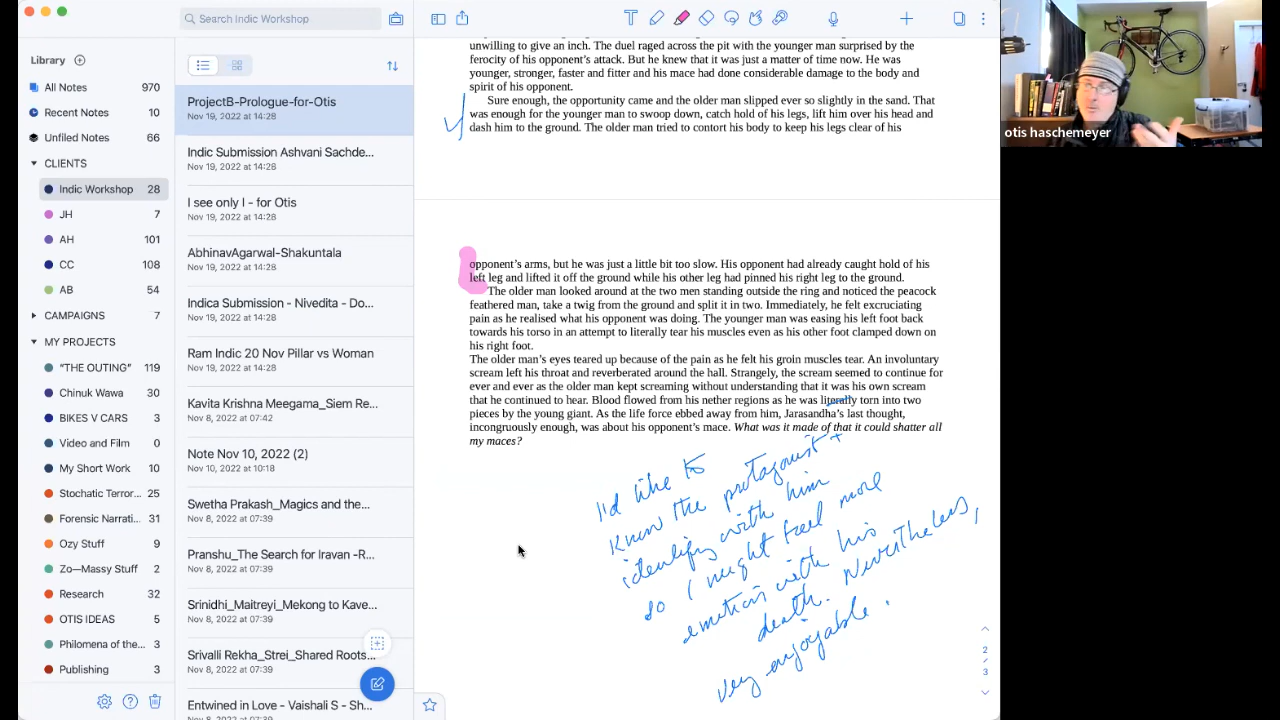 Search Indic Workshop
Library
All Notes 970
Recent Notes 10
Unfiled Notes 66
CLIENTS
Indic Workshop 28
JH 7
AH 101
CC 108
AB 54
CAMPAIGNS 7
MY PROJECTS
“THE OUTING” 119
Chinuk Wawa 30
BIKES V CARS 3
Video and Film 0
My Short Work 10
Stochatic Terror... 25
Forensic Narrati... 31
Ozy Stuff 9
Zo—Massy Stuff 2
Research 32
OTIS IDEAS 5
Philomena of the... 3
Publishing 3
ProjectB-Prologue-for-Otis
Nov 19, 2022 at 14:28
Indic Submission Ashvani Sachde...
Nov 19, 2022 at 14:28
I see only I - for Otis
Nov 19, 2022 at 14:28
AbhinavAgarwal-Shakuntala
Nov 19, 2022 at 14:28
Indica Submission - Nivedita - Do...
Nov 19, 2022 at 14:28
Ram Indic 20 Nov Pillar vs Woman
Nov 19, 2022 at 14:28
Kavita Krishna Meegama_Siem Re...
Nov 18, 2022 at 07:42
Note Nov 10, 2022 (2)
Nov 10, 2022 at 10:18
Swetha Prakash_Magics and the...
Nov 8, 2022 at 07:39
Pranshu_The Search for Iravan -R...
Nov 8, 2022 at 07:39
Srinidhi_Maitreyi_Mekong to Kave...
Nov 8, 2022 at 07:39
Srivalli Rekha_Strei_Shared Roots...
Nov 8, 2022 at 07:39
Entwined in Love - Vaishali S - Sh...
unwilling to give an inch. The duel raged across the pit with the younger man surprised by the
ferocity of his opponent’s attack. But he knew that it was just a matter of time now. He was
younger, stronger, faster and fitter and his mace had done considerable damage to the body and
spirit of his opponent.
Sure enough, the opportunity came and the older man slipped ever so slightly in the sand. That
was enough for the younger man to swoop down, catch hold of his legs, lift him over his head and
dash him to the ground. The older man tried to contort his body to keep his legs clear of his
opponent’s arms, but he was just a little bit too slow. His opponent had already caught hold of his
left leg and lifted it off the ground while his other leg had pinned his right leg to the ground.
The older man looked around at the two men standing outside the ring and noticed the peacock
feathered man, take a twig from the ground and split it in two. Immediately, he felt excruciating
pain as he realised what his opponent was doing. The younger man was easing his left foot back
towards his torso in an attempt to literally tear his muscles even as his other foot clamped down on
his right foot.
The older man’s eyes teared up because of the pain as he felt his groin muscles tear. An involuntary
scream left his throat and reverberated around the hall. Strangely, the scream seemed to continue for
ever and ever as the older man kept screaming without understanding that it was his own scream
that he continued to hear. Blood flowed from his nether regions as he was literally torn into two
pieces by the young giant. As the life force ebbed away from him, Jarasandha’s last thought,
incongruously enough, was about his opponent’s mace. What was it made of that it could shatter all
my maces?
I'd like to
know the protagonist +
identify with him
so I might feel more
emotion with his
death. Nevertheless,
very enjoyable.
2
/
3
otis haschemeyer